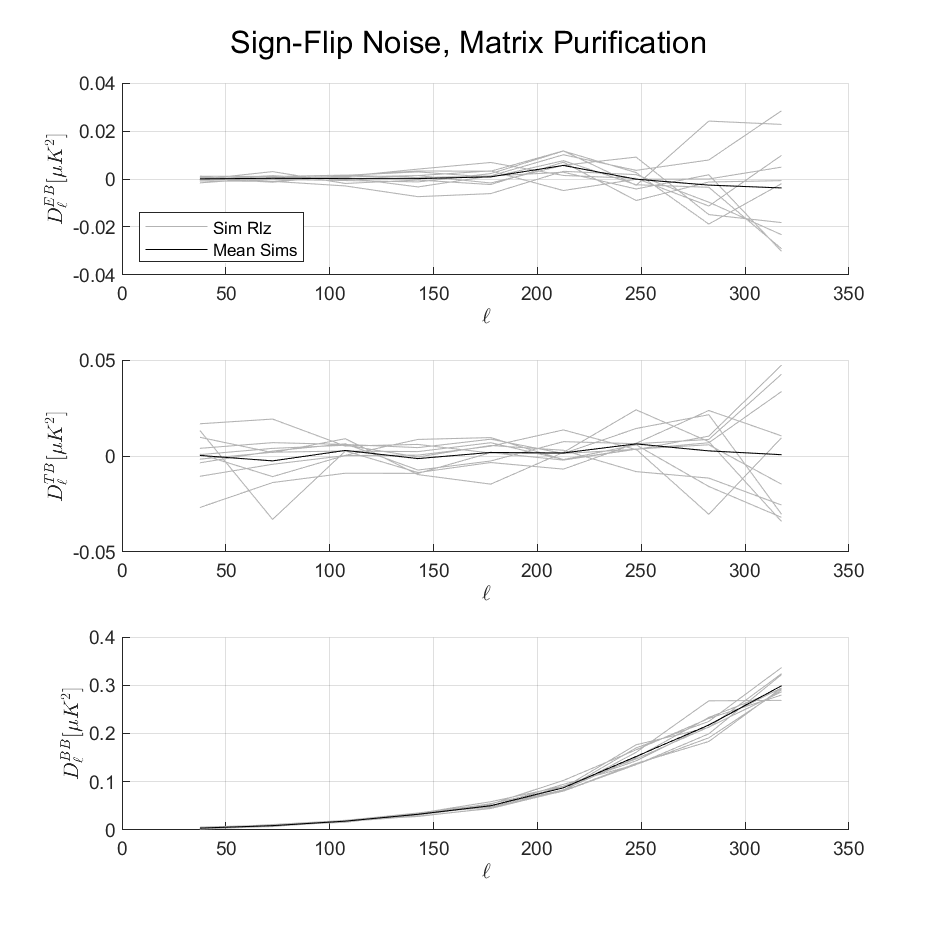 Sign-Flip Noise, Matrix Purification
0.04
0.02
0
-0.02
-0.04
D_ℓ^{EB}[μK^2]
Sim Rlz
Mean Sims
0 50 100 150 200 250 300 350
ℓ
0.05
0
-0.05
D_ℓ^{TB}[μK^2]
0 50 100 150 200 250 300 350
ℓ
0.4
0.3
0.2
0.1
0
D_ℓ^{BB}[μK^2]
0 50 100 150 200 250 300 350
ℓ